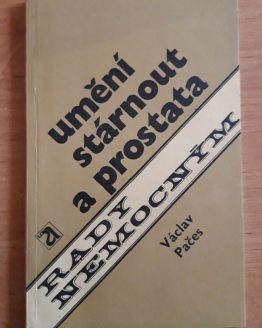 umění
stárnout
a prostata
RADY
NEMOCNÝM
Václav
Pačes